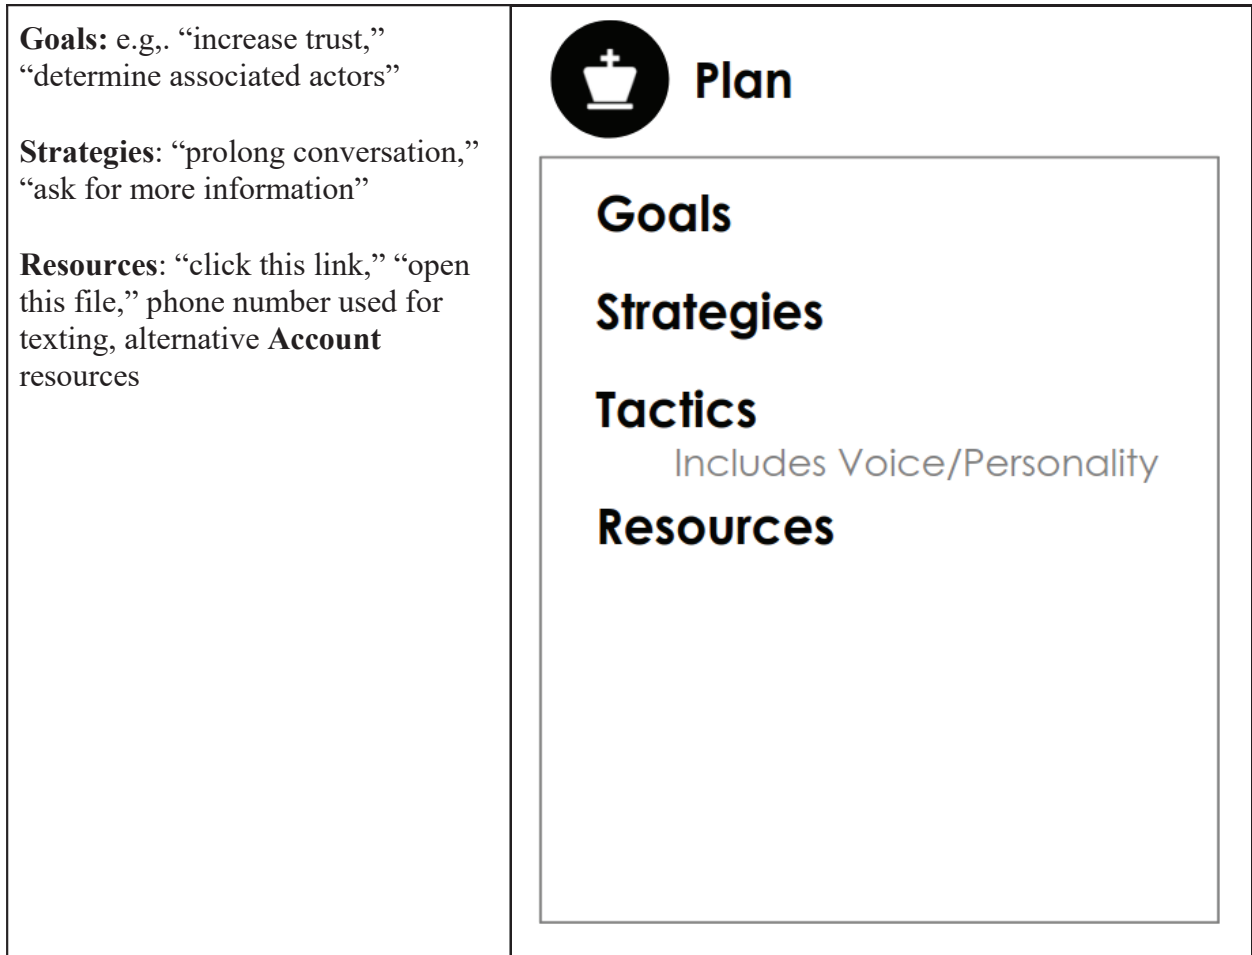 Goals: e.g,. “increase trust,”
“determine associated actors”
Strategies: “prolong conversation,”
“ask for more information”
Resources: “click this link,” “open
this file,” phone number used for
texting, alternative Account
resources
Plan
Goals
Strategies
Tactics
Includes Voice/Personality
Resources